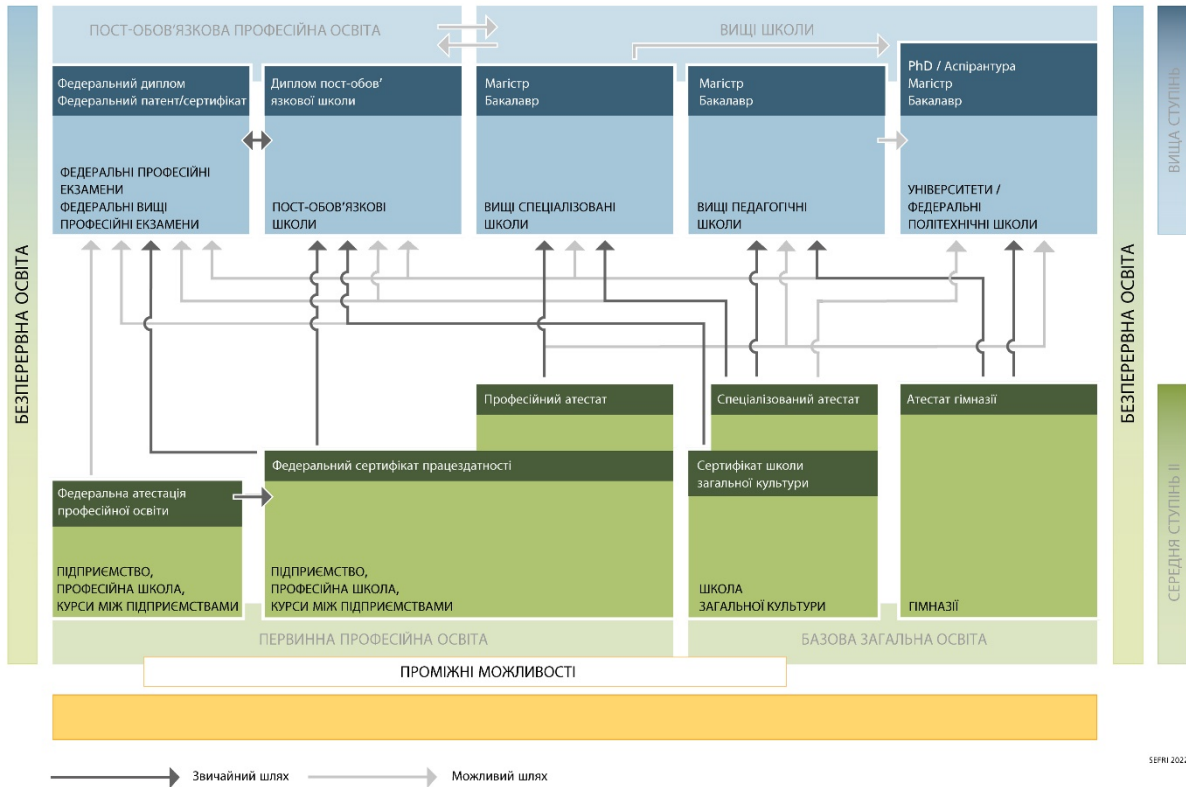 ПОСТ-ОБОВ'ЯЗКОВА ПРОФЕСІЙНА ОСВІТА
ВИЩІ ШКОЛИ
Федеральний диплом
Федеральний патент/сертифікат
Диплом пост-обов'
язкової школи
Магістр
Бакалавр
Магістр
Бакалавр
PhD / Аспірантура
Магістр
Бакалавр
ФЕДЕРАЛЬНІ ПРОФЕСІЙНІ
ЕКЗАМЕНИ
ФЕДЕРАЛЬНІ ВИЩІ
ПРОФЕСІЙНІ ЕКЗАМЕНИ
ПОСТ-ОБОВ'ЯЗКОВІ
ШКОЛИ
ВИЩІ СПЕЦІАЛІЗОВАНІ
ШКОЛИ
ВИЩІ ПЕДАГОГІЧНІ
ШКОЛИ
УНІВЕРСИТЕТИ /
ФЕДЕРАЛЬНІ
ПОЛІТЕХНІЧНІ ШКОЛИ
БЕЗПЕРЕРВНА ОСВІТА
БЕЗПЕРЕРВНА ОСВІТА
ВИЩА СТУПІНЬ
СЕРЕДНЯ СТУПІНЬ II
Професійний атестат
Спеціалізований атестат
Атестат гімназії
Федеральний сертифікат працездатності
Сертифікат школи
загальної культури
Федеральна атестація
професійної освіти
ПІДПРИЄМСТВО,
ПРОФЕСІЙНА ШКОЛА,
КУРСИ МІЖ ПІДПРИЄМСТВАМИ
ПІДПРИЄМСТВО,
ПРОФЕСІЙНА ШКОЛА,
КУРСИ МІЖ ПІДПРИЄМСТВАМИ
ШКОЛА
ЗАГАЛЬНОЇ КУЛЬТУРИ
ГІМНАЗІЇ
ПЕРВИННА ПРОФЕСІЙНА ОСВІТА
БАЗОВА ЗАГАЛЬНА ОСВІТА
ПРОМІЖНІ МОЖЛИВОСТІ
Звичайний шлях
Можливий шлях
SEFRI 2022